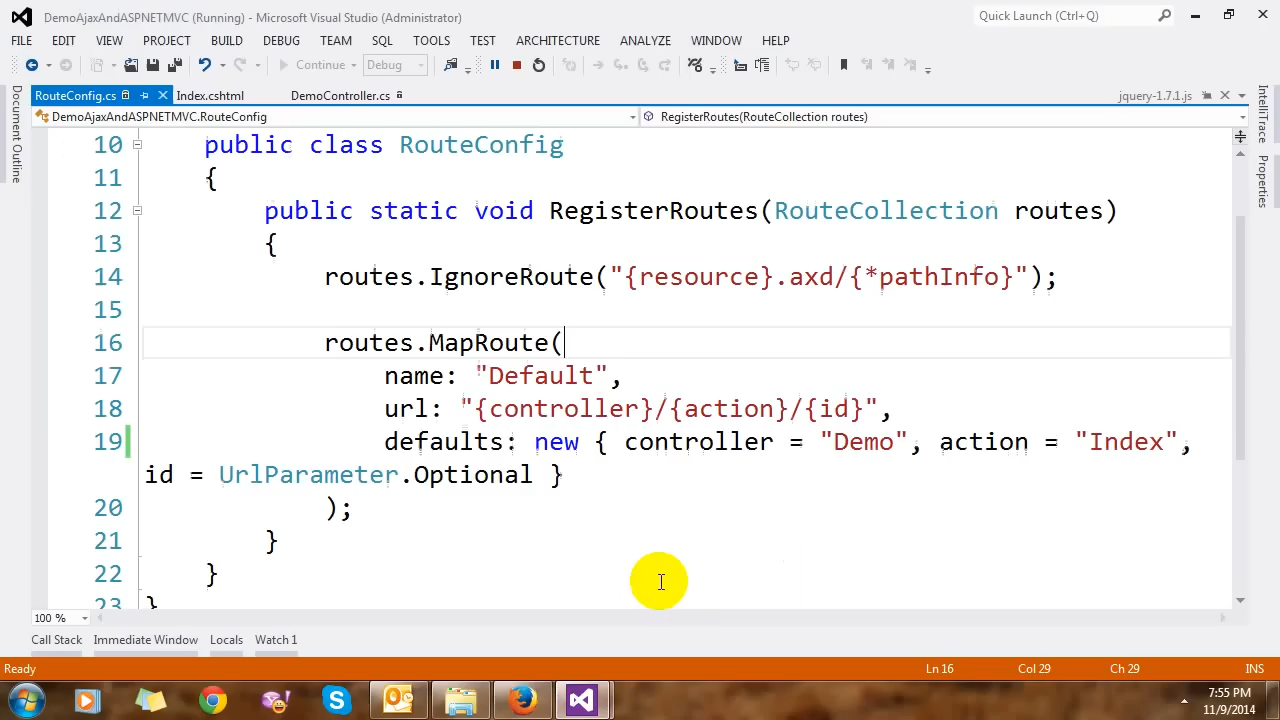 DemoAjaxAndASPNETMVC (Running) - Microsoft Visual Studio (Administrator)
Quick Launch (Ctrl+Q)
FILE EDIT VIEW PROJECT BUILD DEBUG TEAM SQL TOOLS TEST ARCHITECTURE ANALYZE WINDOW HELP
Continue Debug
RouteConfig.cs Index.cshtml DemoController.cs jquery-1.7.1.js
DemoAjaxAndASPNETMVC.RouteConfig RegisterRoutes(RouteCollection routes)
Document Outline
IntelliTrace
Properties
10 public class RouteConfig
11 {
12 public static void RegisterRoutes(RouteCollection routes)
13 {
14 routes.IgnoreRoute("{resource}.axd/{*pathInfo}");
15
16 routes.MapRoute(
17 name: "Default",
18 url: "{controller}/{action}/{id}",
19 defaults: new { controller = "Demo", action = "Index",
id = UrlParameter.Optional }
20 );
21 }
22 }
23 }
100 %
Call Stack Immediate Window Locals Watch 1
Ready Ln 16 Col 29 Ch 29 INS
7:55 PM
11/9/2014